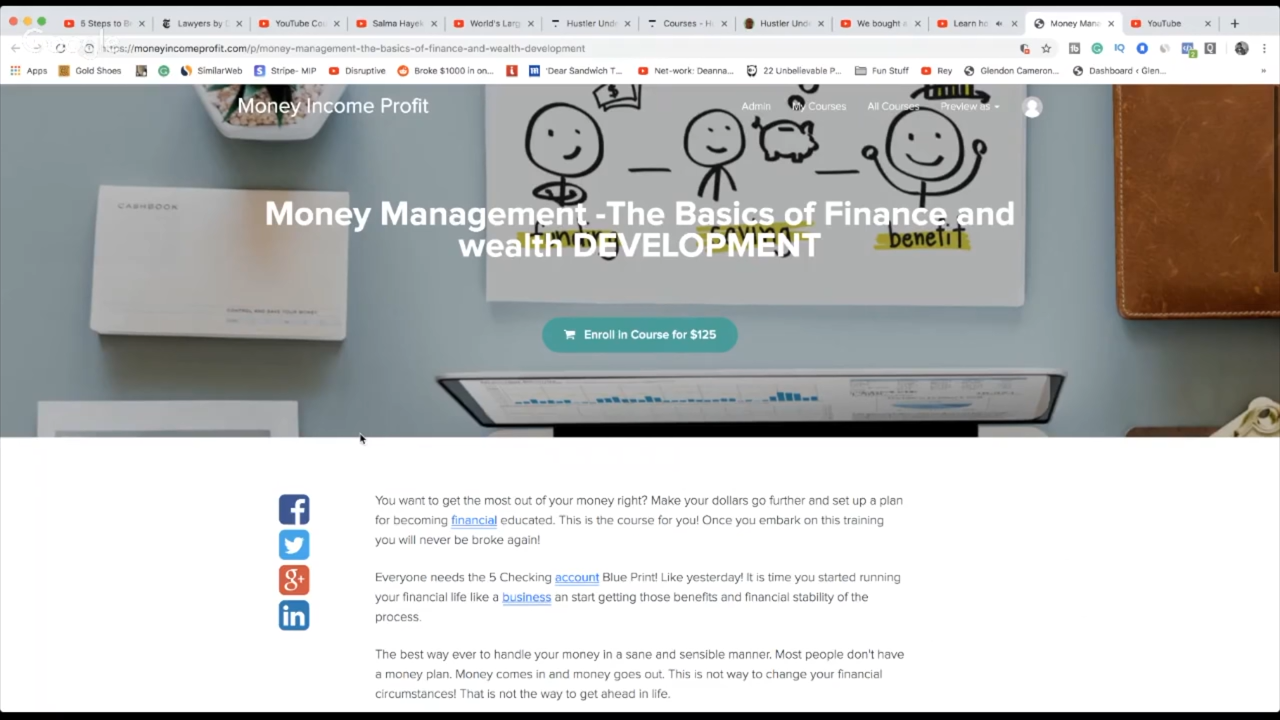 5 Steps to B
Lawyers by D
YouTube Co
Salma Hayek
World's Larg
Hustler Und
Courses - H
Hustler Und
We bought a
Learn ho
Money Man
YouTube
https://moneyincomeprofit.com/p/money-management-the-basics-of-finance-and-wealth-development
Apps
Gold Shoes
SimilarWeb
Stripe- MIP
Disruptive
Broke $1000 in on...
'Dear Sandwich T...
Net-work: Deanna...
22 Unbelievable P...
Fun Stuff
Rey
Glendon Cameron...
Dashboard ‹ Glen...
»
Money Income Profit
Admin
My Courses
All Courses
Preview as
CASHBOOK
Money Management -The Basics of Finance and
wealth DEVELOPMENT
funding
saving
benefit
Enroll in Course for $125
You want to get the most out of your money right? Make your dollars go further and set up a plan
for becoming financial educated. This is the course for you! Once you embark on this training
you will never be broke again!
Everyone needs the 5 Checking account Blue Print! Like yesterday! It is time you started running
your financial life like a business an start getting those benefits and financial stability of the
process.
The best way ever to handle your money in a sane and sensible manner. Most people don't have
a money plan. Money comes in and money goes out. This is not way to change your financial
circumstances! That is not the way to get ahead in life.